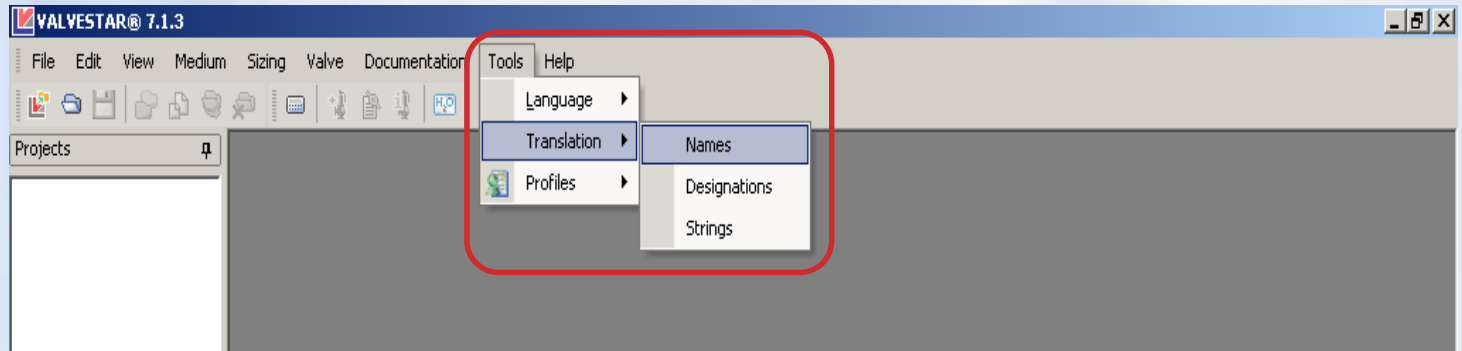 VALVESTAR® 7.1.3
File Edit View Medium Sizing Valve Documentation Tools Help
H₂O
Language
Projects
Translation
Names
Profiles
Designations
Strings